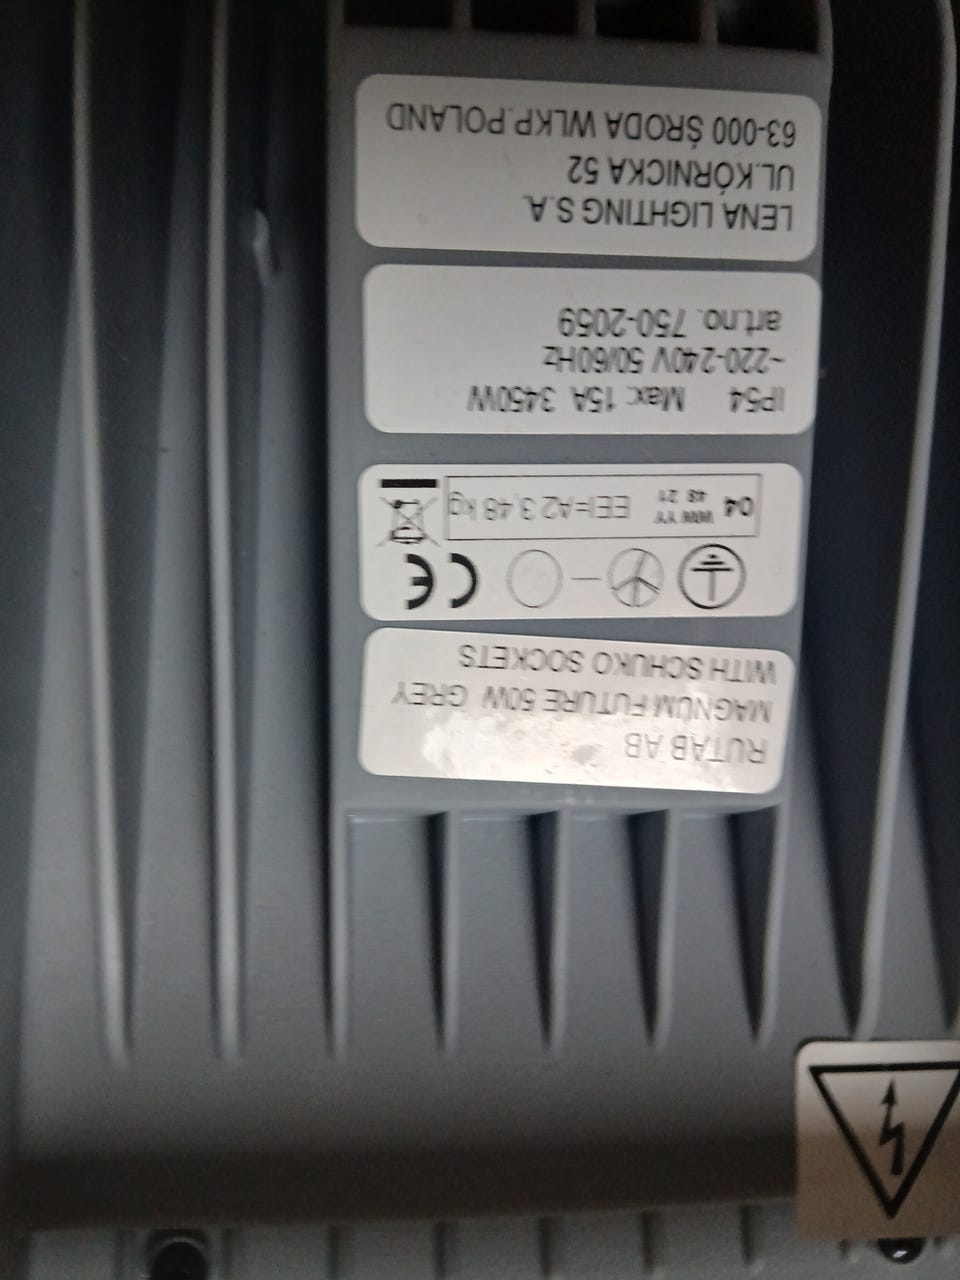 RUTAB AB
MAGNUM FUTURE 50W GREY
WITH SCHUKO SOCKETS
CE
04 WW YY EEI=A2 3,48 kg
48 21
IP54 Max: 15A 3450W
~220-240V 50/60Hz
art.no. 750-2059
LENA LIGHTING S.A.
UL.KÓRNICKA 52
63-000 ŚRODA WLKP.POLAND